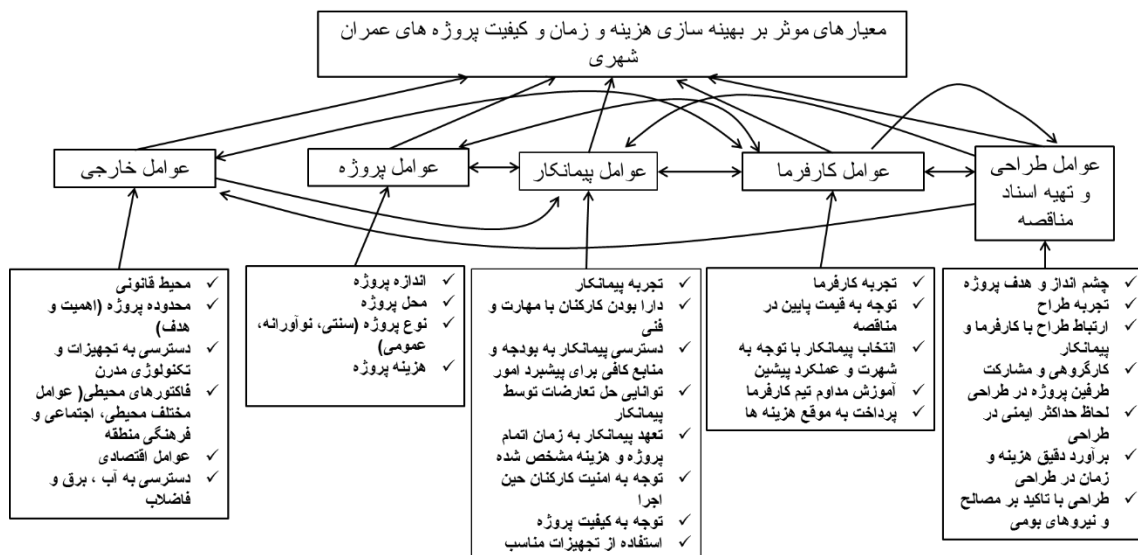 معیارهای موثر بر بهینه سازی هزینه و زمان و کیفیت پروژه های عمران
شهری
عوامل طراحی
و تهیه اسناد
مناقصه
عوامل کارفرما
عوامل پیمانکار
عوامل پروژه
عوامل خارجی
✓ چشم انداز و هدف پروژه
✓ تجربه طراح
✓ ارتباط طراح با کارفرما و
پیمانکار
✓ کارگروهی و مشارکت
طرفین پروژه در طراحی
✓ لحاظ حداکثر ایمنی در
طراحی
✓ برآورد دقیق هزینه و
زمان در طراحی
✓ طراحی با تاکید بر مصالح
و نیروهای بومی
✓ تجربه کارفرما
✓ توجه به قیمت پایین در
مناقصه
✓ انتخاب پیمانکار با توجه به
شهرت و عملکرد پیشین
✓ آموزش مداوم تیم کارفرما
✓ پرداخت به موقع هزینه ها
✓ تجربه پیمانکار
✓ دارا بودن کارکنان با مهارت و
فنی
✓ دسترسی پیمانکار به بودجه و
منابع کافی برای پیشبرد امور
✓ توانایی حل تعارضات توسط
پیمانکار
✓ تعهد پیمانکار به زمان اتمام
پروژه و هزینه مشخص شده
✓ توجه به امنیت کارکنان حین
اجرا
✓ توجه به کیفیت پروژه
✓ استفاده از تجهیزات مناسب
✓ اندازه پروژه
✓ محل پروژه
✓ نوع پروژه (سنتی، نوآورانه،
عمومی)
✓ هزینه پروژه
✓ محیط قانونی
✓ محدوده پروژه (اهمیت و
هدف)
✓ دسترسی به تجهیزات و
تکنولوژی مدرن
✓ فاکتورهای محیطی( عوامل
مختلف محیطی، اجتماعی و
فرهنگی منطقه
✓ عوامل اقتصادی
✓ دسترسی به آب ، برق و
فاضلاب